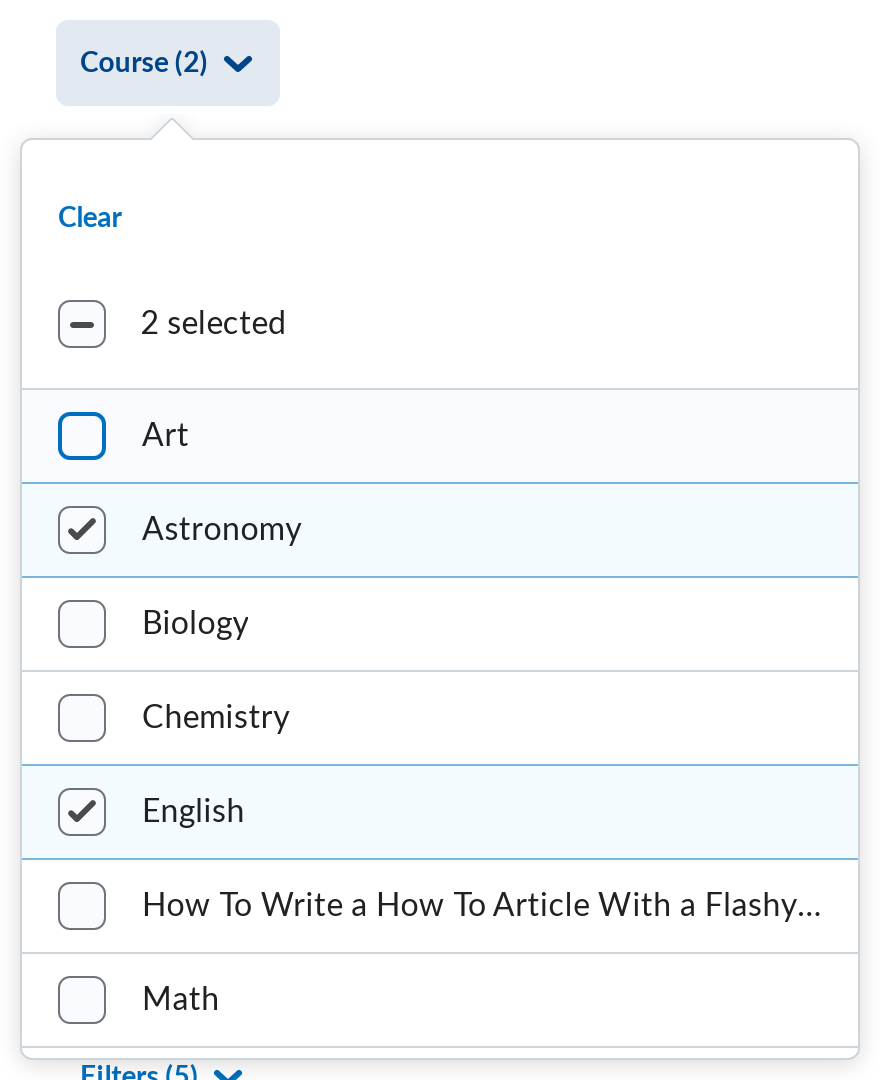 Course (2)
Clear
2 selected
Art
Astronomy
Biology
Chemistry
English
How To Write a How To Article With a Flashy...
Math
Filters (5)